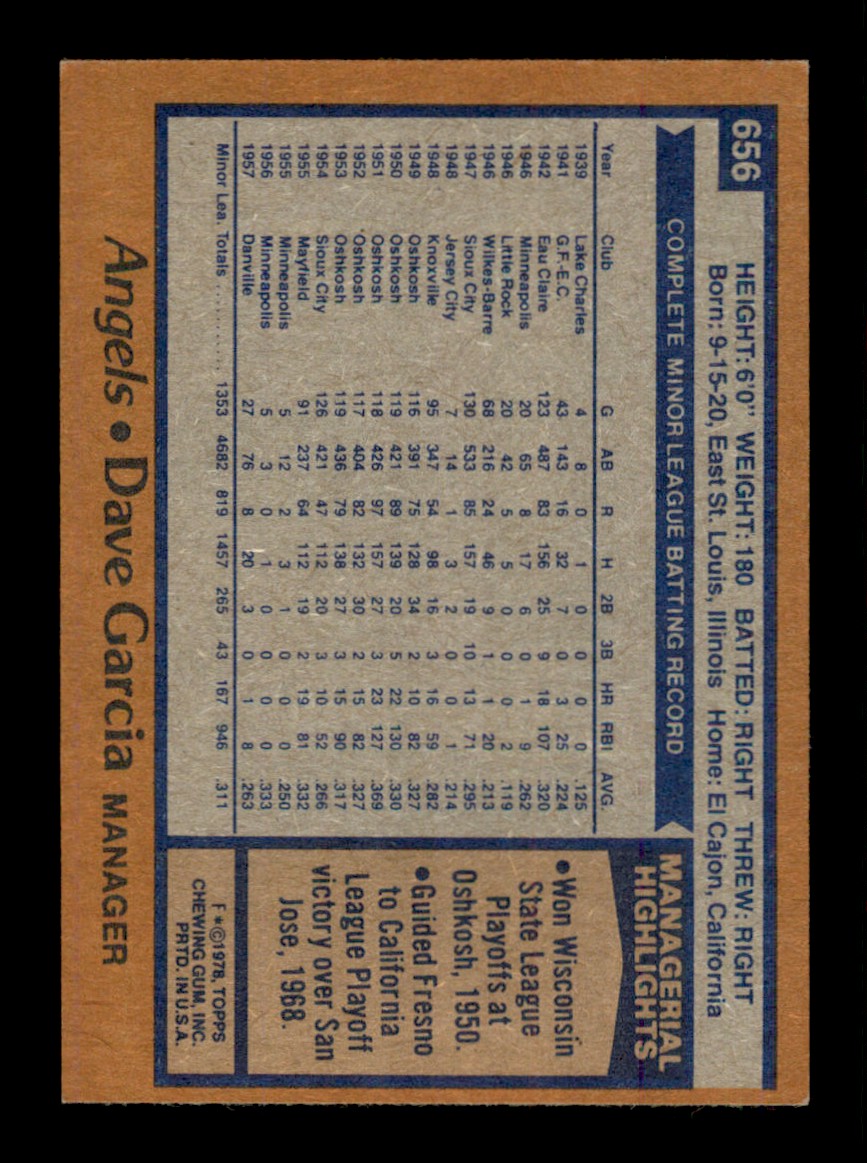 656
HEIGHT: 6'0" WEIGHT: 180 BATTED: RIGHT THREW: RIGHT
Born: 9-15-20, East St. Louis, Illinois Home: El Cajon, California
COMPLETE MINOR LEAGUE BATTING RECORD
Year Club G AB R H 2B 3B HR RBI AVG.
1939 Lake Charles 4 8 0 1 0 0 0 0 .125
1941 G.F.-E.C. 43 143 16 32 7 0 3 25 .224
1942 Eau Claire 123 487 83 156 25 9 18 107 .320
1946 Minneapolis 20 65 8 17 6 0 1 9 .262
1946 Little Rock 20 42 5 5 0 0 0 2 .119
1946 Wilkes-Barre 68 216 24 46 9 1 1 20 .213
1947 Sioux City 130 533 85 157 19 10 13 71 .295
1948 Jersey City 7 14 1 3 2 0 0 1 .214
1948 Knoxville 95 347 54 98 16 3 16 59 .282
1949 Oshkosh 116 391 75 128 34 2 10 82 .327
1950 Oshkosh 119 421 89 139 20 5 22 130 .330
1951 Oshkosh 118 426 97 157 27 3 23 127 .369
1952 Oshkosh 117 404 82 132 30 2 15 82 .327
1953 Oshkosh 119 436 79 138 27 3 15 90 .317
1954 Sioux City 126 421 47 112 20 3 10 52 .266
1955 Mayfield 91 237 64 112 19 2 19 81 .332
1955 Minneapolis 5 12 2 3 1 0 0 0 .250
1956 Minneapolis 5 3 0 1 0 0 0 0 .333
1957 Danville 27 76 8 20 3 0 1 8 .263
Minor Lea. Totals .......... 1353 4682 819 1457 265 43 167 946 .311
MANAGERIAL
HIGHLIGHTS
•Won Wisconsin
State League
Playoffs at
Oshkosh, 1950.
•Guided Fresno
to California
League Playoff
victory over San
Jose, 1968.
Angels • Dave Garcia MANAGER
F*©1978, TOPPS
CHEWING GUM, INC.
PRTD. IN U.S.A.